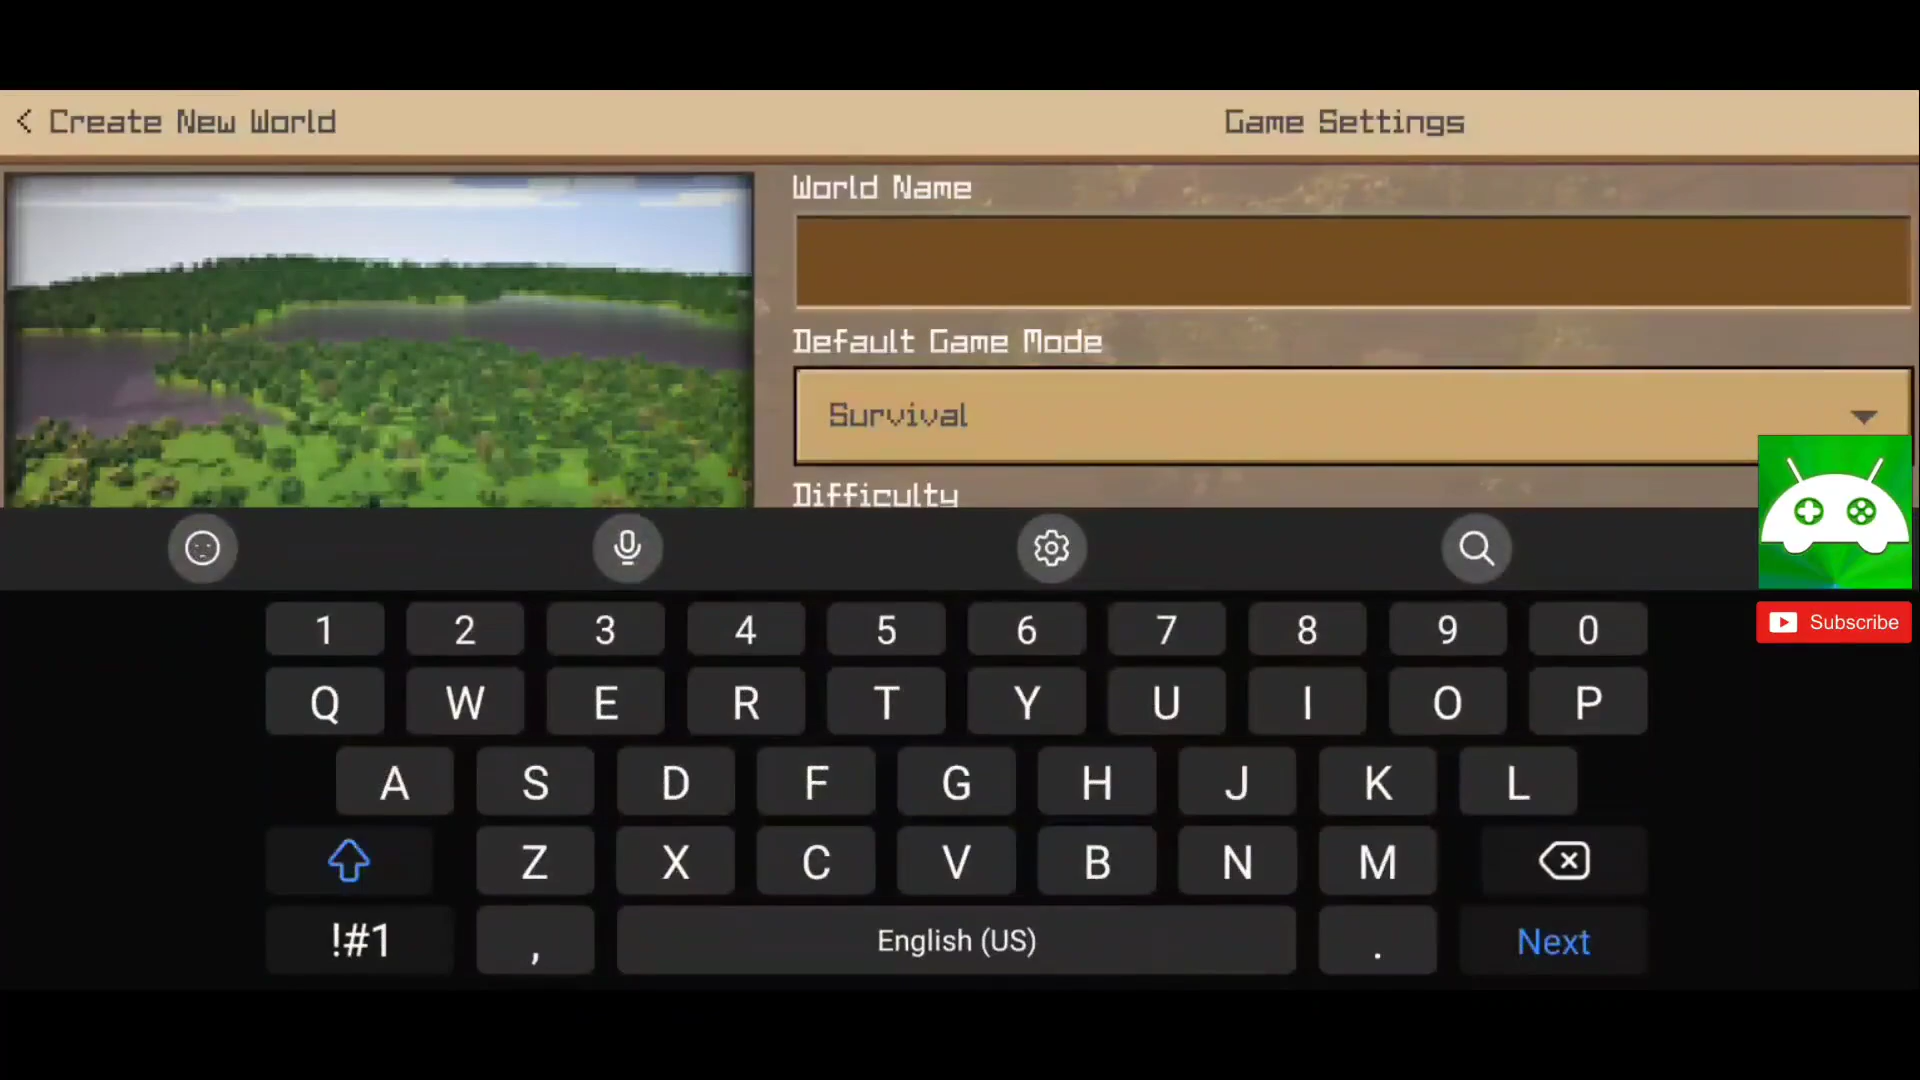 Create New World
Game Settings
World Name
Default Game Mode
Survival
Difficulty
Subscribe
1 2 3 4 5 6 7 8 9 0
Q W E R T Y U I O P
A S D F G H J K L
Z X C V B N M
!#1 , English (US) . Next